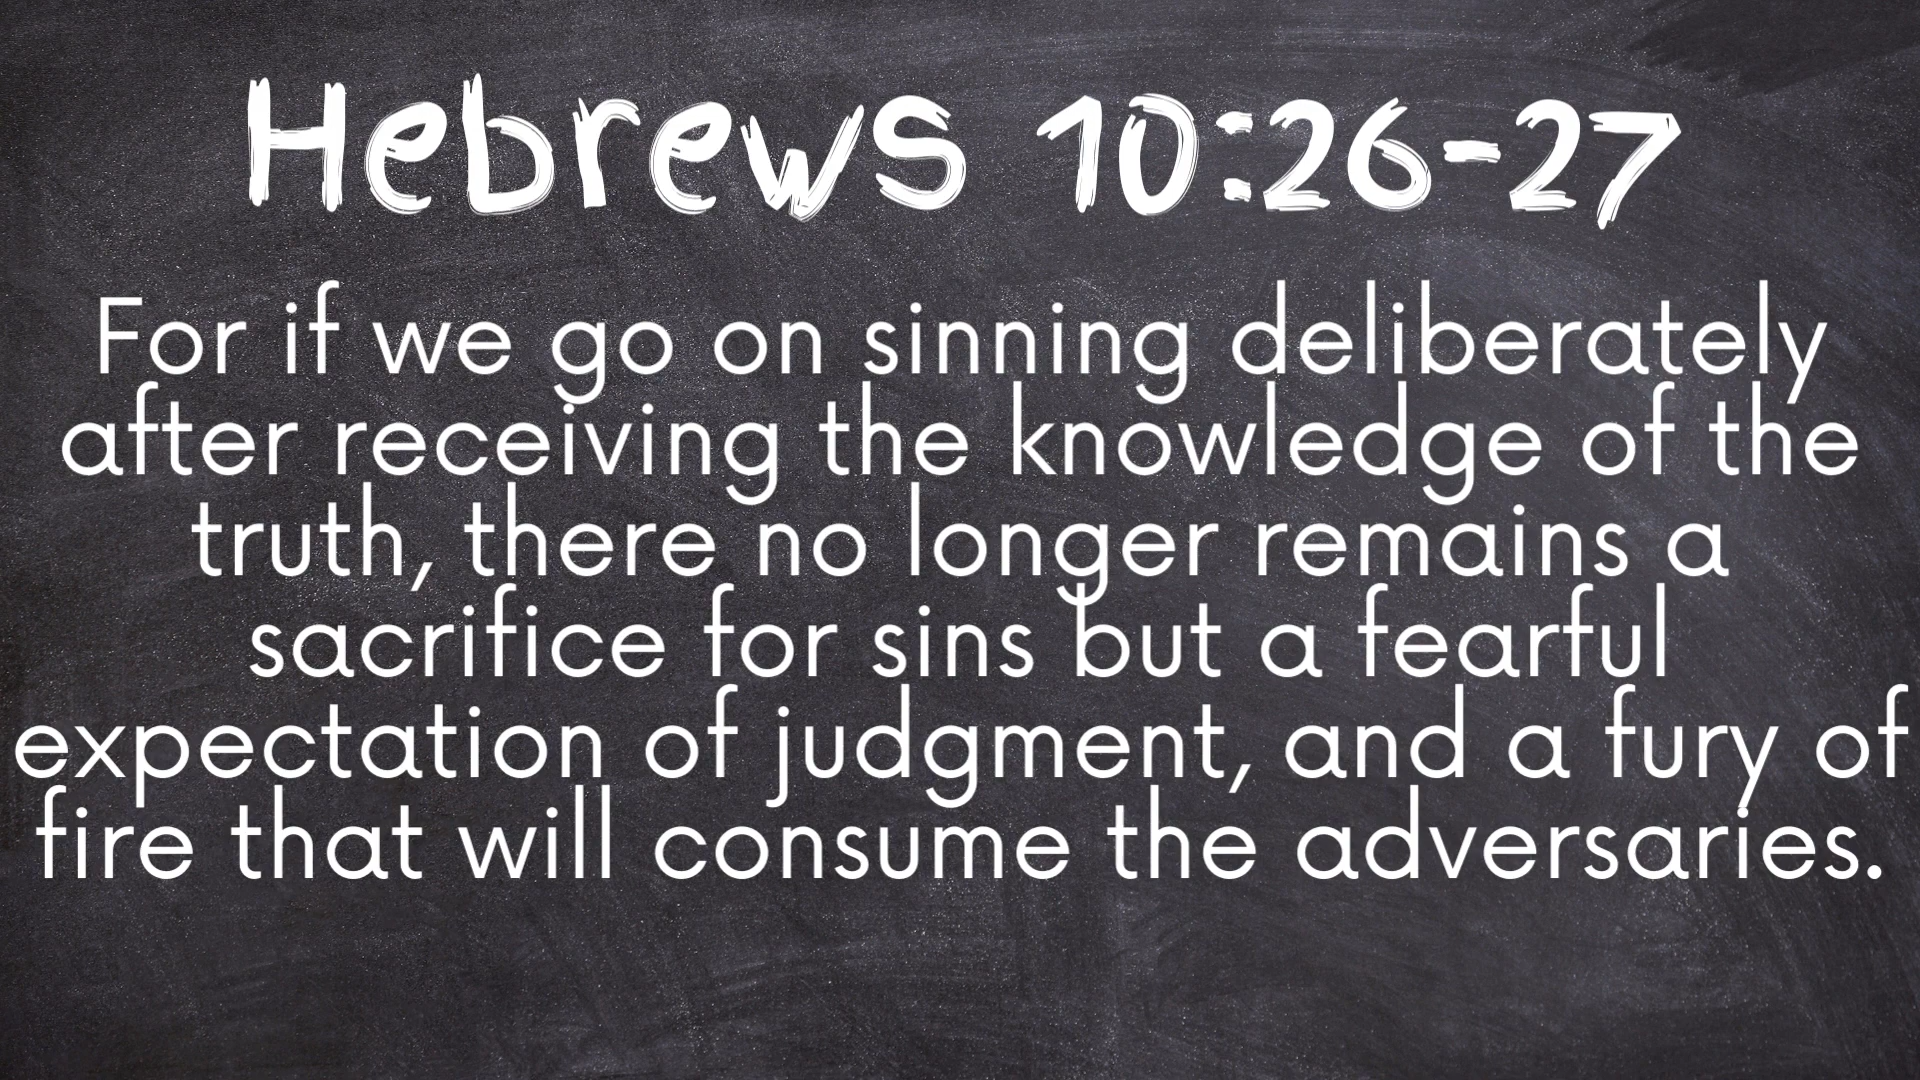 Hebrews 10:26-27
For if we go on sinning deliberately
after receiving the knowledge of the
truth, there no longer remains a
sacrifice for sins but a fearful
expectation of judgment, and a fury of
fire that will consume the adversaries.